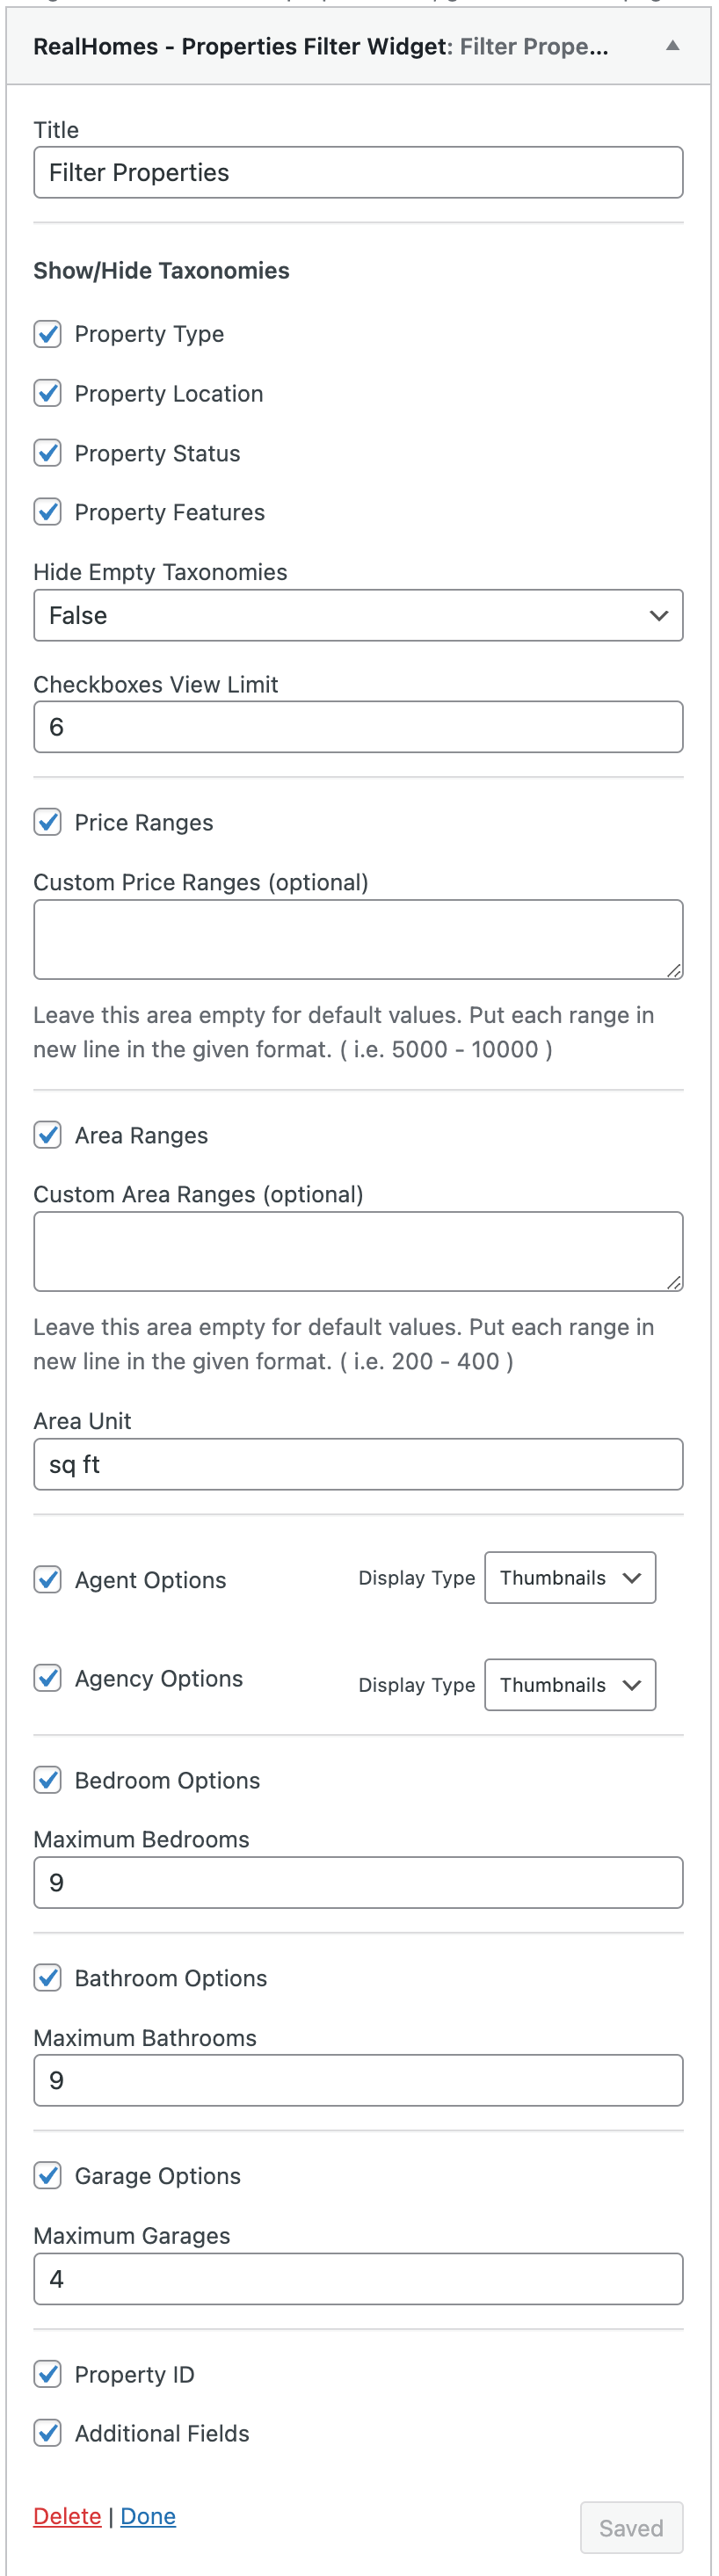 RealHomes - Properties Filter Widget: Filter Prope...
Title
Filter Properties
Show/Hide Taxonomies
Property Type
Property Location
Property Status
Property Features
Hide Empty Taxonomies
False
Checkboxes View Limit
6
Price Ranges
Custom Price Ranges (optional)
Leave this area empty for default values. Put each range in
new line in the given format. ( i.e. 5000 - 10000 )
Area Ranges
Custom Area Ranges (optional)
Leave this area empty for default values. Put each range in
new line in the given format. ( i.e. 200 - 400 )
Area Unit
sq ft
Agent Options Display Type Thumbnails
Agency Options Display Type Thumbnails
Bedroom Options
Maximum Bedrooms
9
Bathroom Options
Maximum Bathrooms
9
Garage Options
Maximum Garages
4
Property ID
Additional Fields
Delete | Done Saved